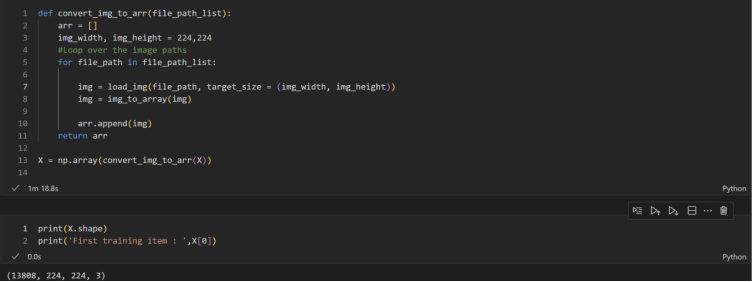 1 def convert_img_to_arr(file_path_list):
2     arr = []
3     img_width, img_height = 224,224
4     #Loop over the image paths
5     for file_path in file_path_list:
6
7         img = load_img(file_path, target_size = (img_width, img_height))
8         img = img_to_array(img)
9
10         arr.append(img)
11     return arr
12
13 X = np.array(convert_img_to_arr(X))
14
1m 18.8s Python
1 print(X.shape)
2 print('First training item : ',X[0])
0.0s Python
(13808, 224, 224, 3)